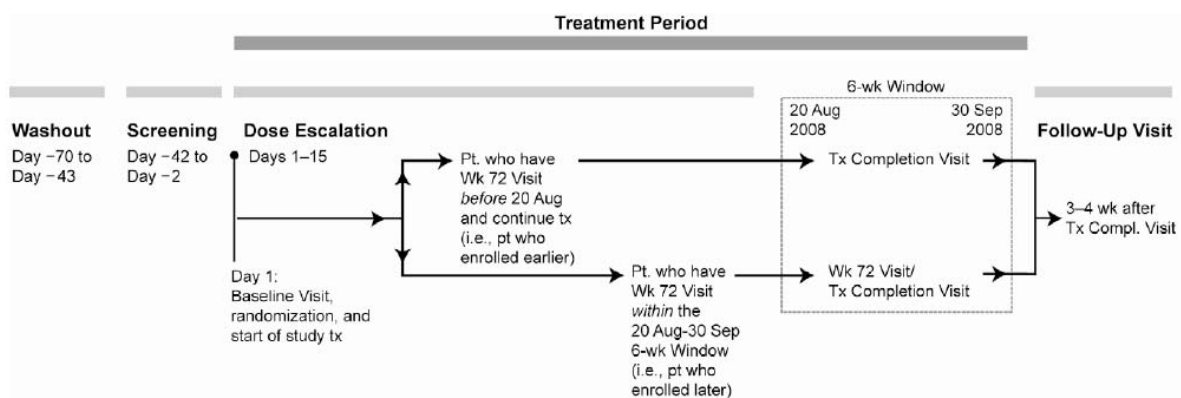 Treatment Period
6-wk Window
20 Aug
2008
30 Sep
2008
Washout
Day −70 to
Day −43
Screening
Day −42 to
Day −2
Dose Escalation
Days 1–15
Follow-Up Visit
Pt. who have
Wk 72 Visit
before 20 Aug
and continue tx
(i.e., pt who
enrolled earlier)
Tx Completion Visit
3–4 wk after
Tx Compl. Visit
Day 1:
Baseline Visit,
randomization, and
start of study tx
Pt. who have
Wk 72 Visit
within the
20 Aug-30 Sep
6-wk Window
(i.e., pt who
enrolled later)
Wk 72 Visit/
Tx Completion Visit